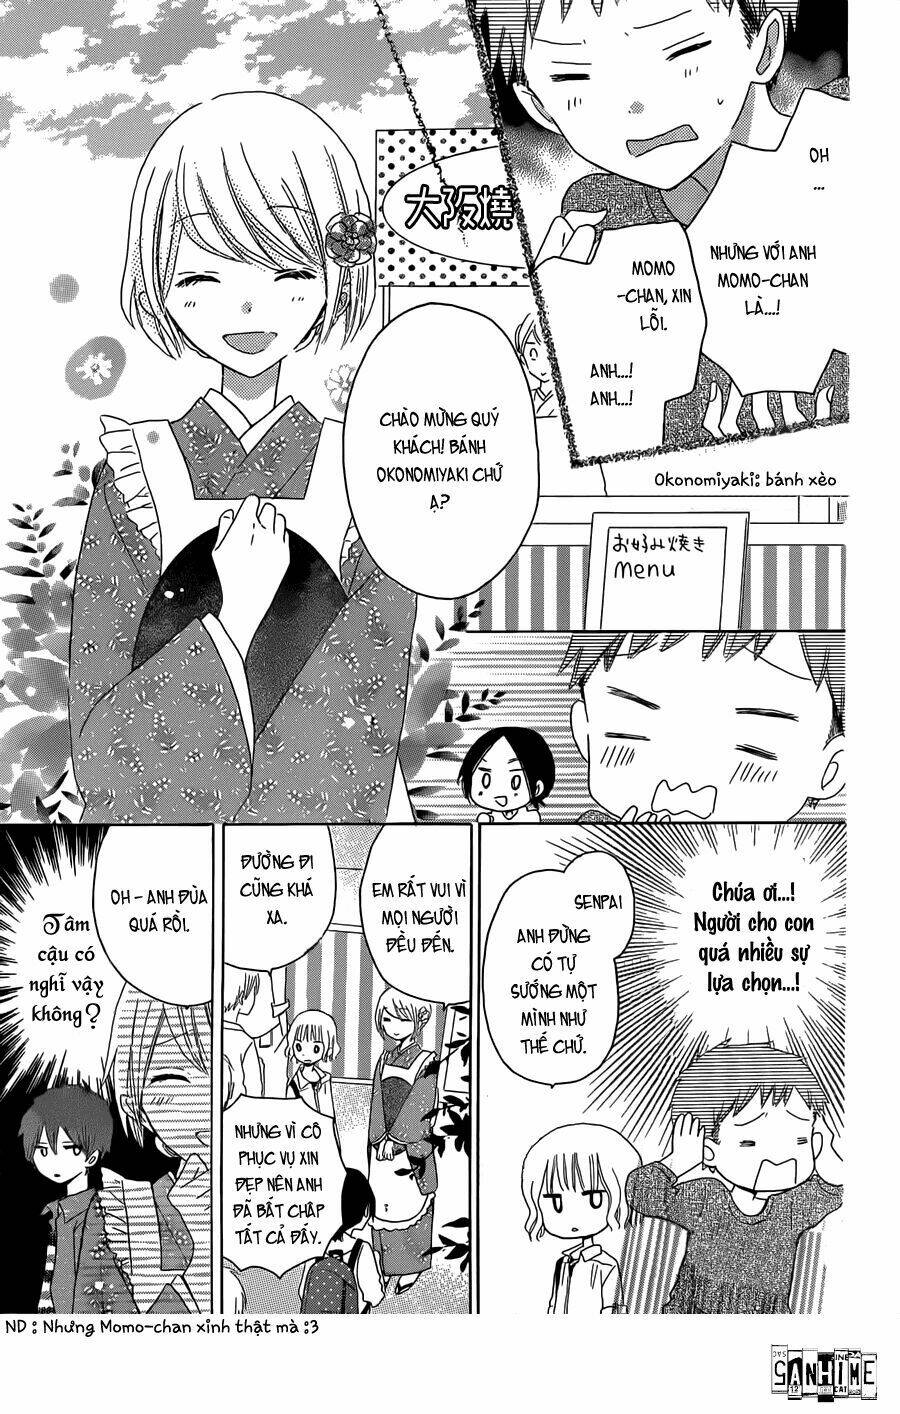 OH
...
NHƯNG VỚI ANH
MOMO-CHAN
LÀ...!
MOMO
-CHAN, XIN
LỖI.
ANH...!
ANH...!
Okonomiyaki: bánh xèo
大阪燒
CHÀO MỪNG QUÝ
KHÁCH! BÁNH
OKONOMIYAKI CHỨ
Ạ?
お好み焼き
menu
Chúa ơi...!
Người cho con
quá nhiều sự
lựa chọn...!
SENPAI
ANH ĐỪNG
CÓ TỰ
SƯỚNG MỘT
MÌNH NHƯ
THẾ CHỨ.
EM RẤT VUI VÌ
MỌI NGƯỜI
ĐỀU ĐẾN.
ĐƯỜNG ĐI
CŨNG KHÁ
XA.
NHƯNG VÌ CÔ
PHỤC VỤ XIN
ĐẸP NÊN ANH
ĐÃ BẤT CHẤP
TẤT CẢ ĐẤY.
OH - ANH ĐÙA
QUÁ RỒI.
Tâm
cậu có
nghĩ vậy
không?
ND : Nhưng Momo-chan xinh thật mà :3
SANHIME